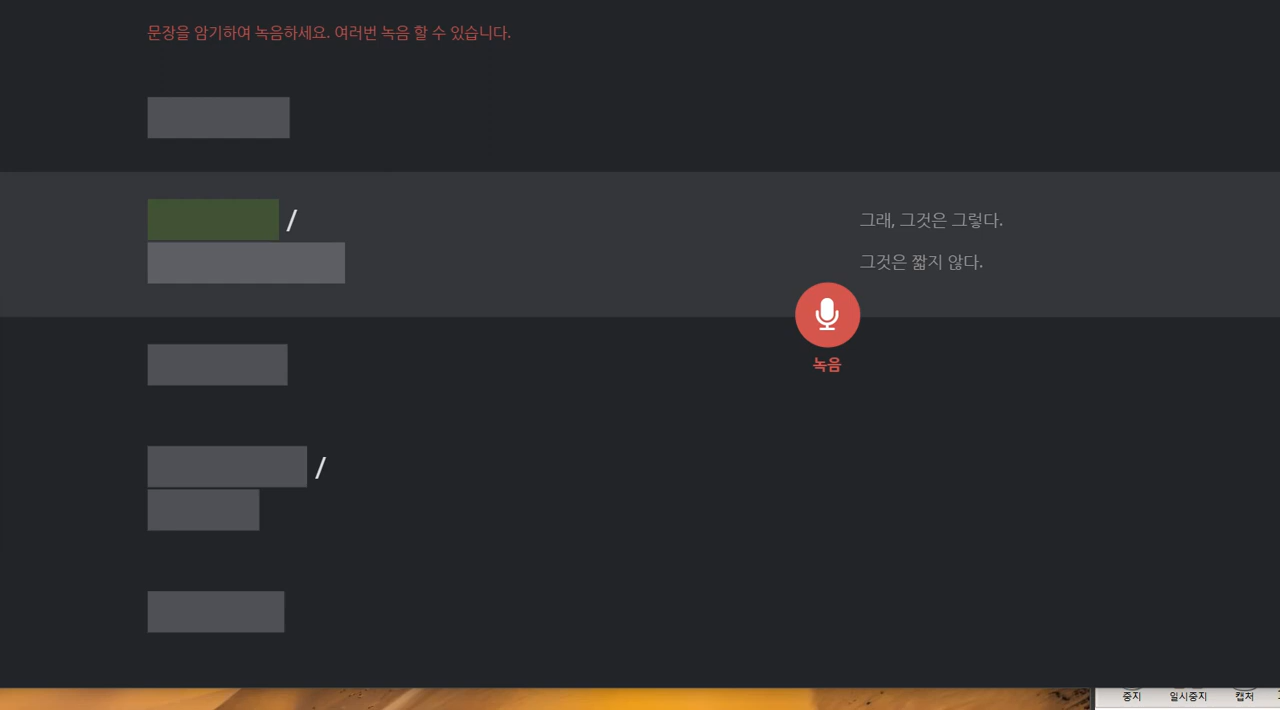 문장을 암기하여 녹음하세요. 여러번 녹음 할 수 있습니다.
/
그래, 그것은 그렇다.
그것은 짧지 않다.
녹음
/
중지 일시중지 캡처